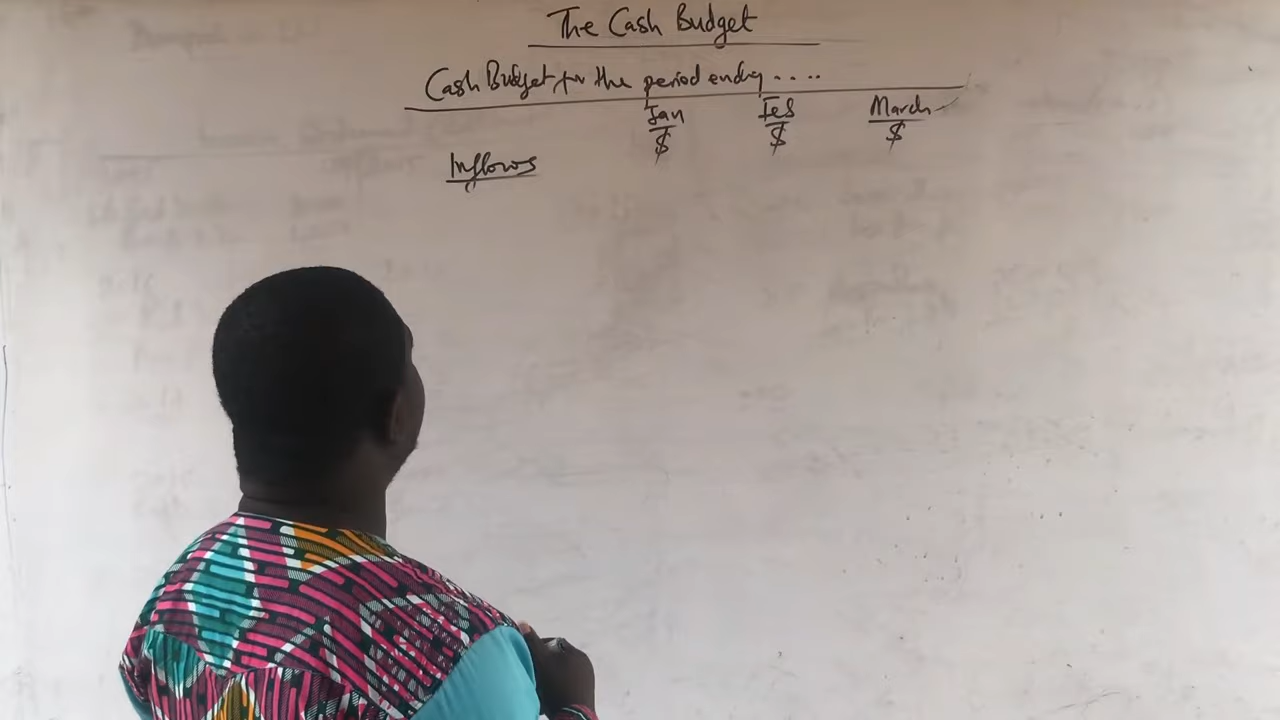 The Cash Budget
Cash Budget for the period ending ....
Jan Feb March
$ $ $
Inflows